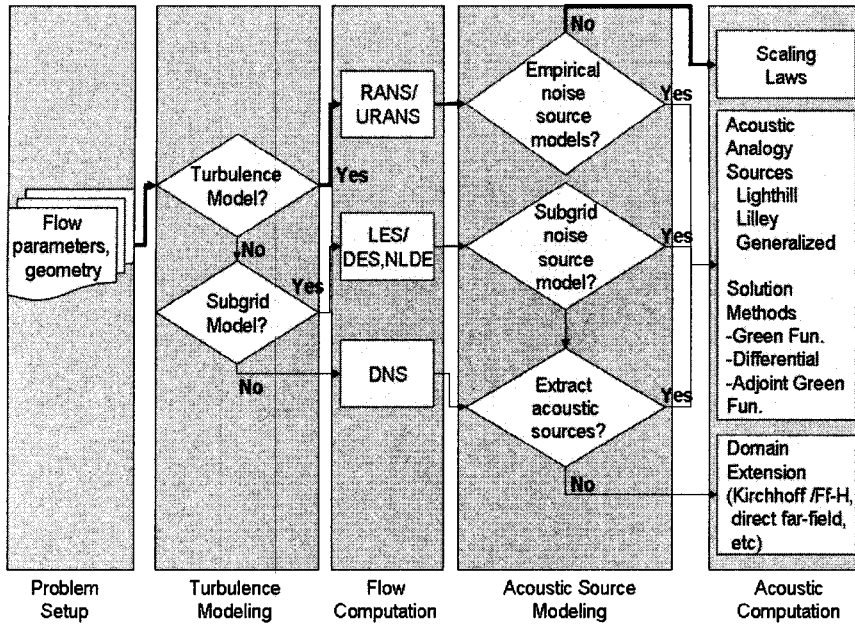 Flow
parameters,
geometry
Problem
Setup
Turbulence
Model?
Yes
No
Subgrid
Model?
Yes
No
Turbulence
Modeling
RANS/
URANS
LES/
DES,NLDE
DNS
Flow
Computation
No
Empirical
noise
source
models?
Yes
Subgrid
noise
source
model?
Yes
Extract
acoustic
sources?
Yes
No
Acoustic Source
Modeling
Scaling
Laws
Acoustic
Analogy
Sources
Lighthill
Lilley
Generalized
Solution
Methods
-Green Fun.
-Differential
-Adjoint Green
Fun.
Domain
Extension
(Kirchhoff /Ff-H,
direct far-field,
etc)
Acoustic
Computation